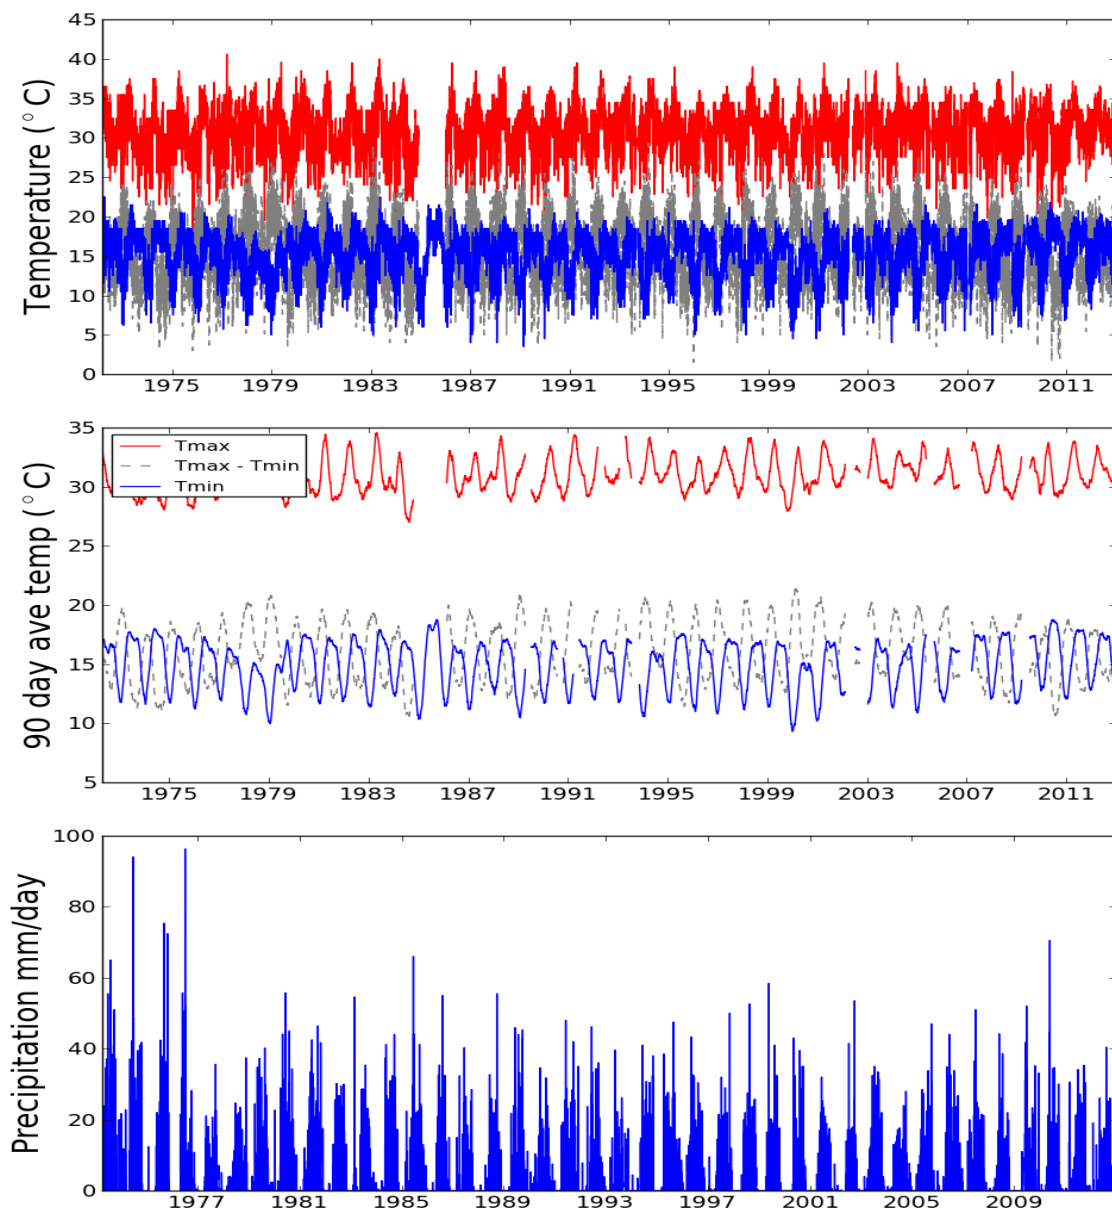 Temperature (°C)
45
40
35
30
25
20
15
10
5
0
1975 1979 1983 1987 1991 1995 1999 2003 2007 2011
90 day ave temp (°C)
35
30
25
20
15
10
5
Tmax
Tmax - Tmin
Tmin
1975 1979 1983 1987 1991 1995 1999 2003 2007 2011
Precipitation mm/day
100
80
60
40
20
0
1977 1981 1985 1989 1993 1997 2001 2005 2009